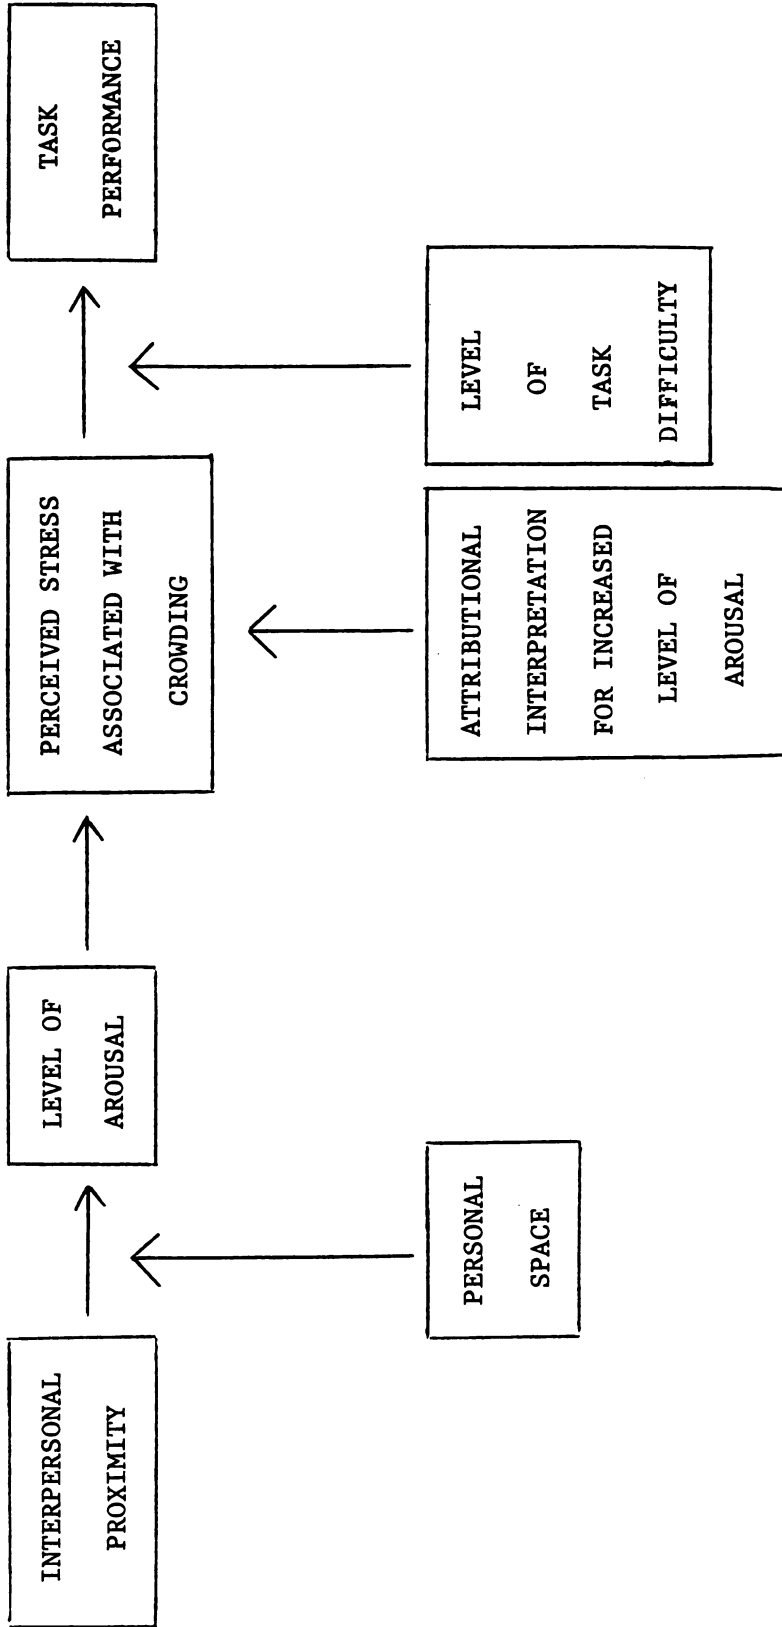 INTERPERSONAL
PROXIMITY
LEVEL OF
AROUSAL
PERCEIVED STRESS
ASSOCIATED WITH
CROWDING
TASK
PERFORMANCE
PERSONAL
SPACE
ATTRIBUTIONAL
INTERPRETATION
FOR INCREASED
LEVEL OF
AROUSAL
LEVEL
OF
TASK
DIFFICULTY